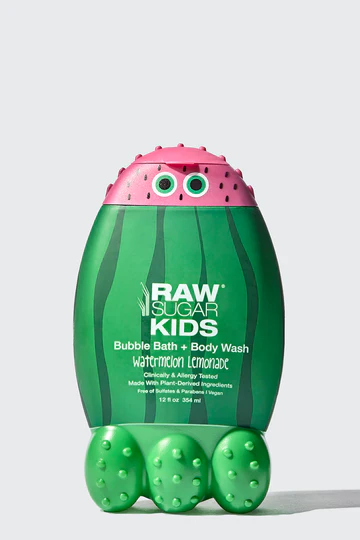 RAW®
SUGAR
KIDS
Bubble Bath + Body Wash
Watermelon Lemonade
Clinically & Allergy Tested
Made With Plant-Derived Ingredients
Free of Sulfates & Parabens / Vegan
12 fl oz 354 ml